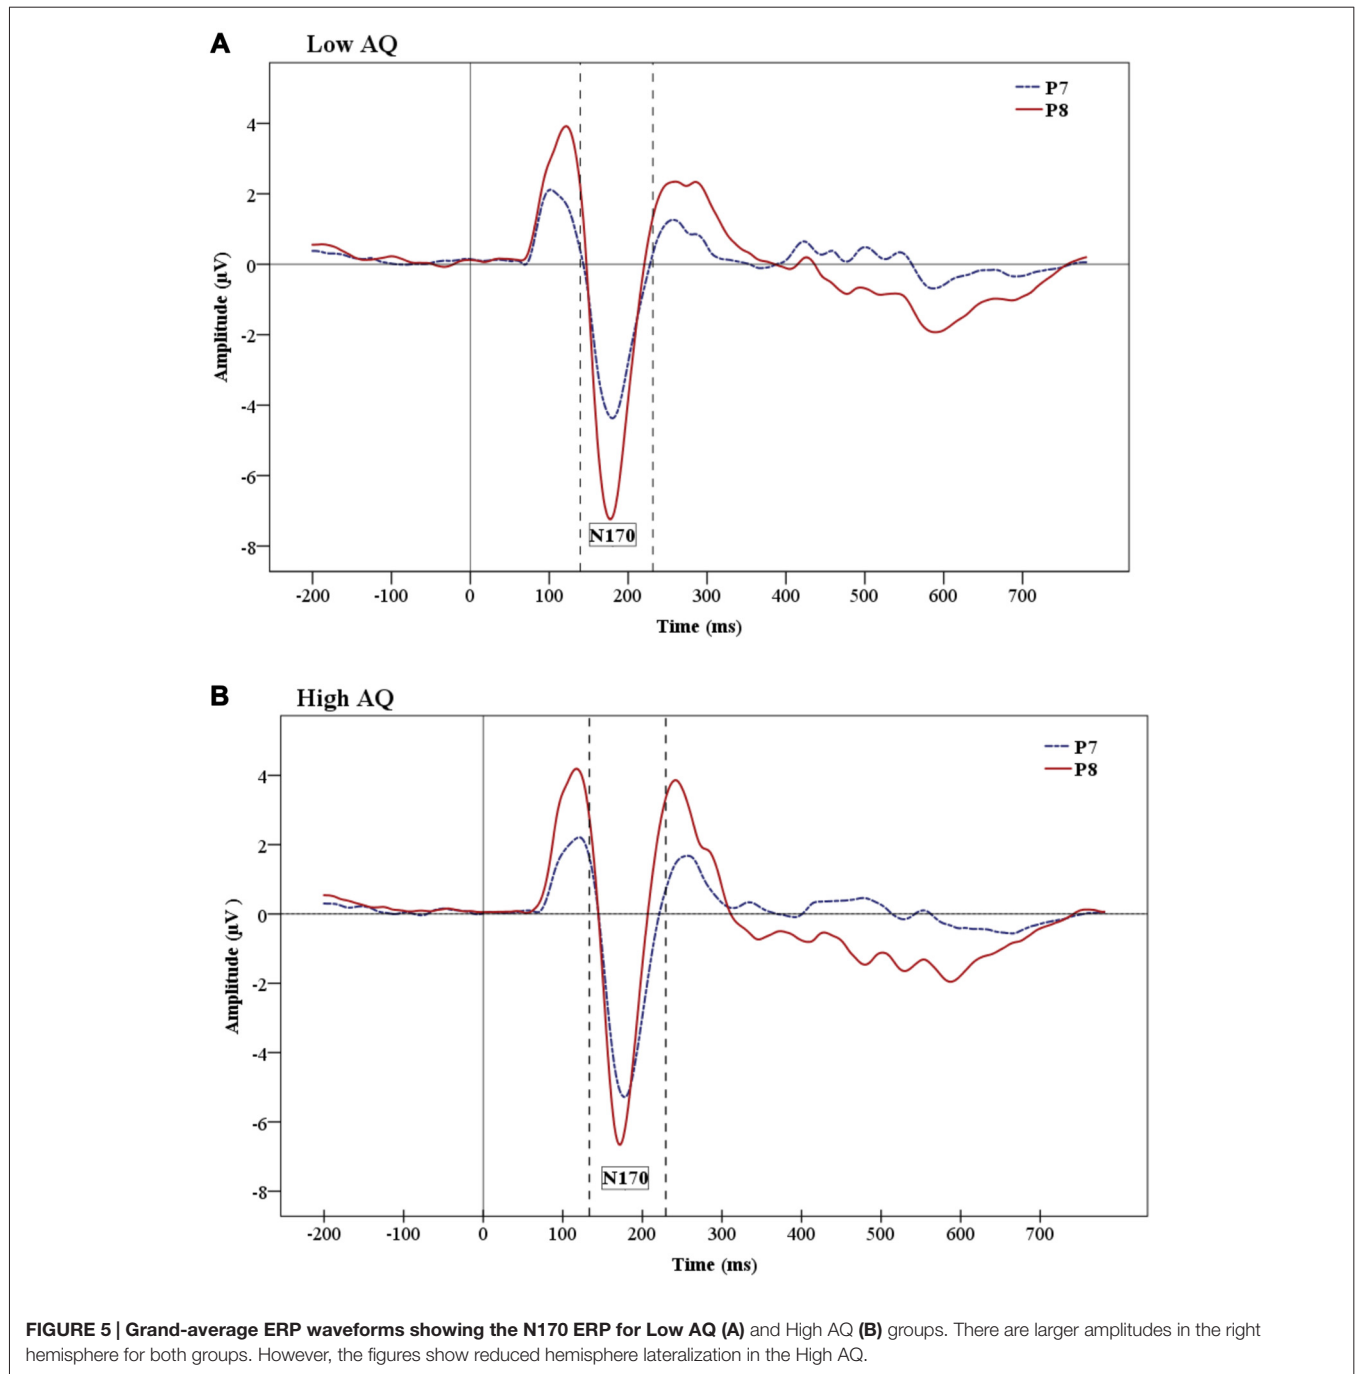 A
Low AQ
P7
P8
4
2
0
-2
-4
-6
-8
Amplitude (µV)
N170
-200 -100 0 100 200 300 400 500 600 700
Time (ms)
B
High AQ
P7
P8
4
2
0
-2
-4
-6
-8
Amplitude (µV )
N170
-200 -100 0 100 200 300 400 500 600 700
Time (ms)
FIGURE 5 | Grand-average ERP waveforms showing the N170 ERP for Low AQ (A) and High AQ (B) groups. There are larger amplitudes in the right
hemisphere for both groups. However, the figures show reduced hemisphere lateralization in the High AQ.